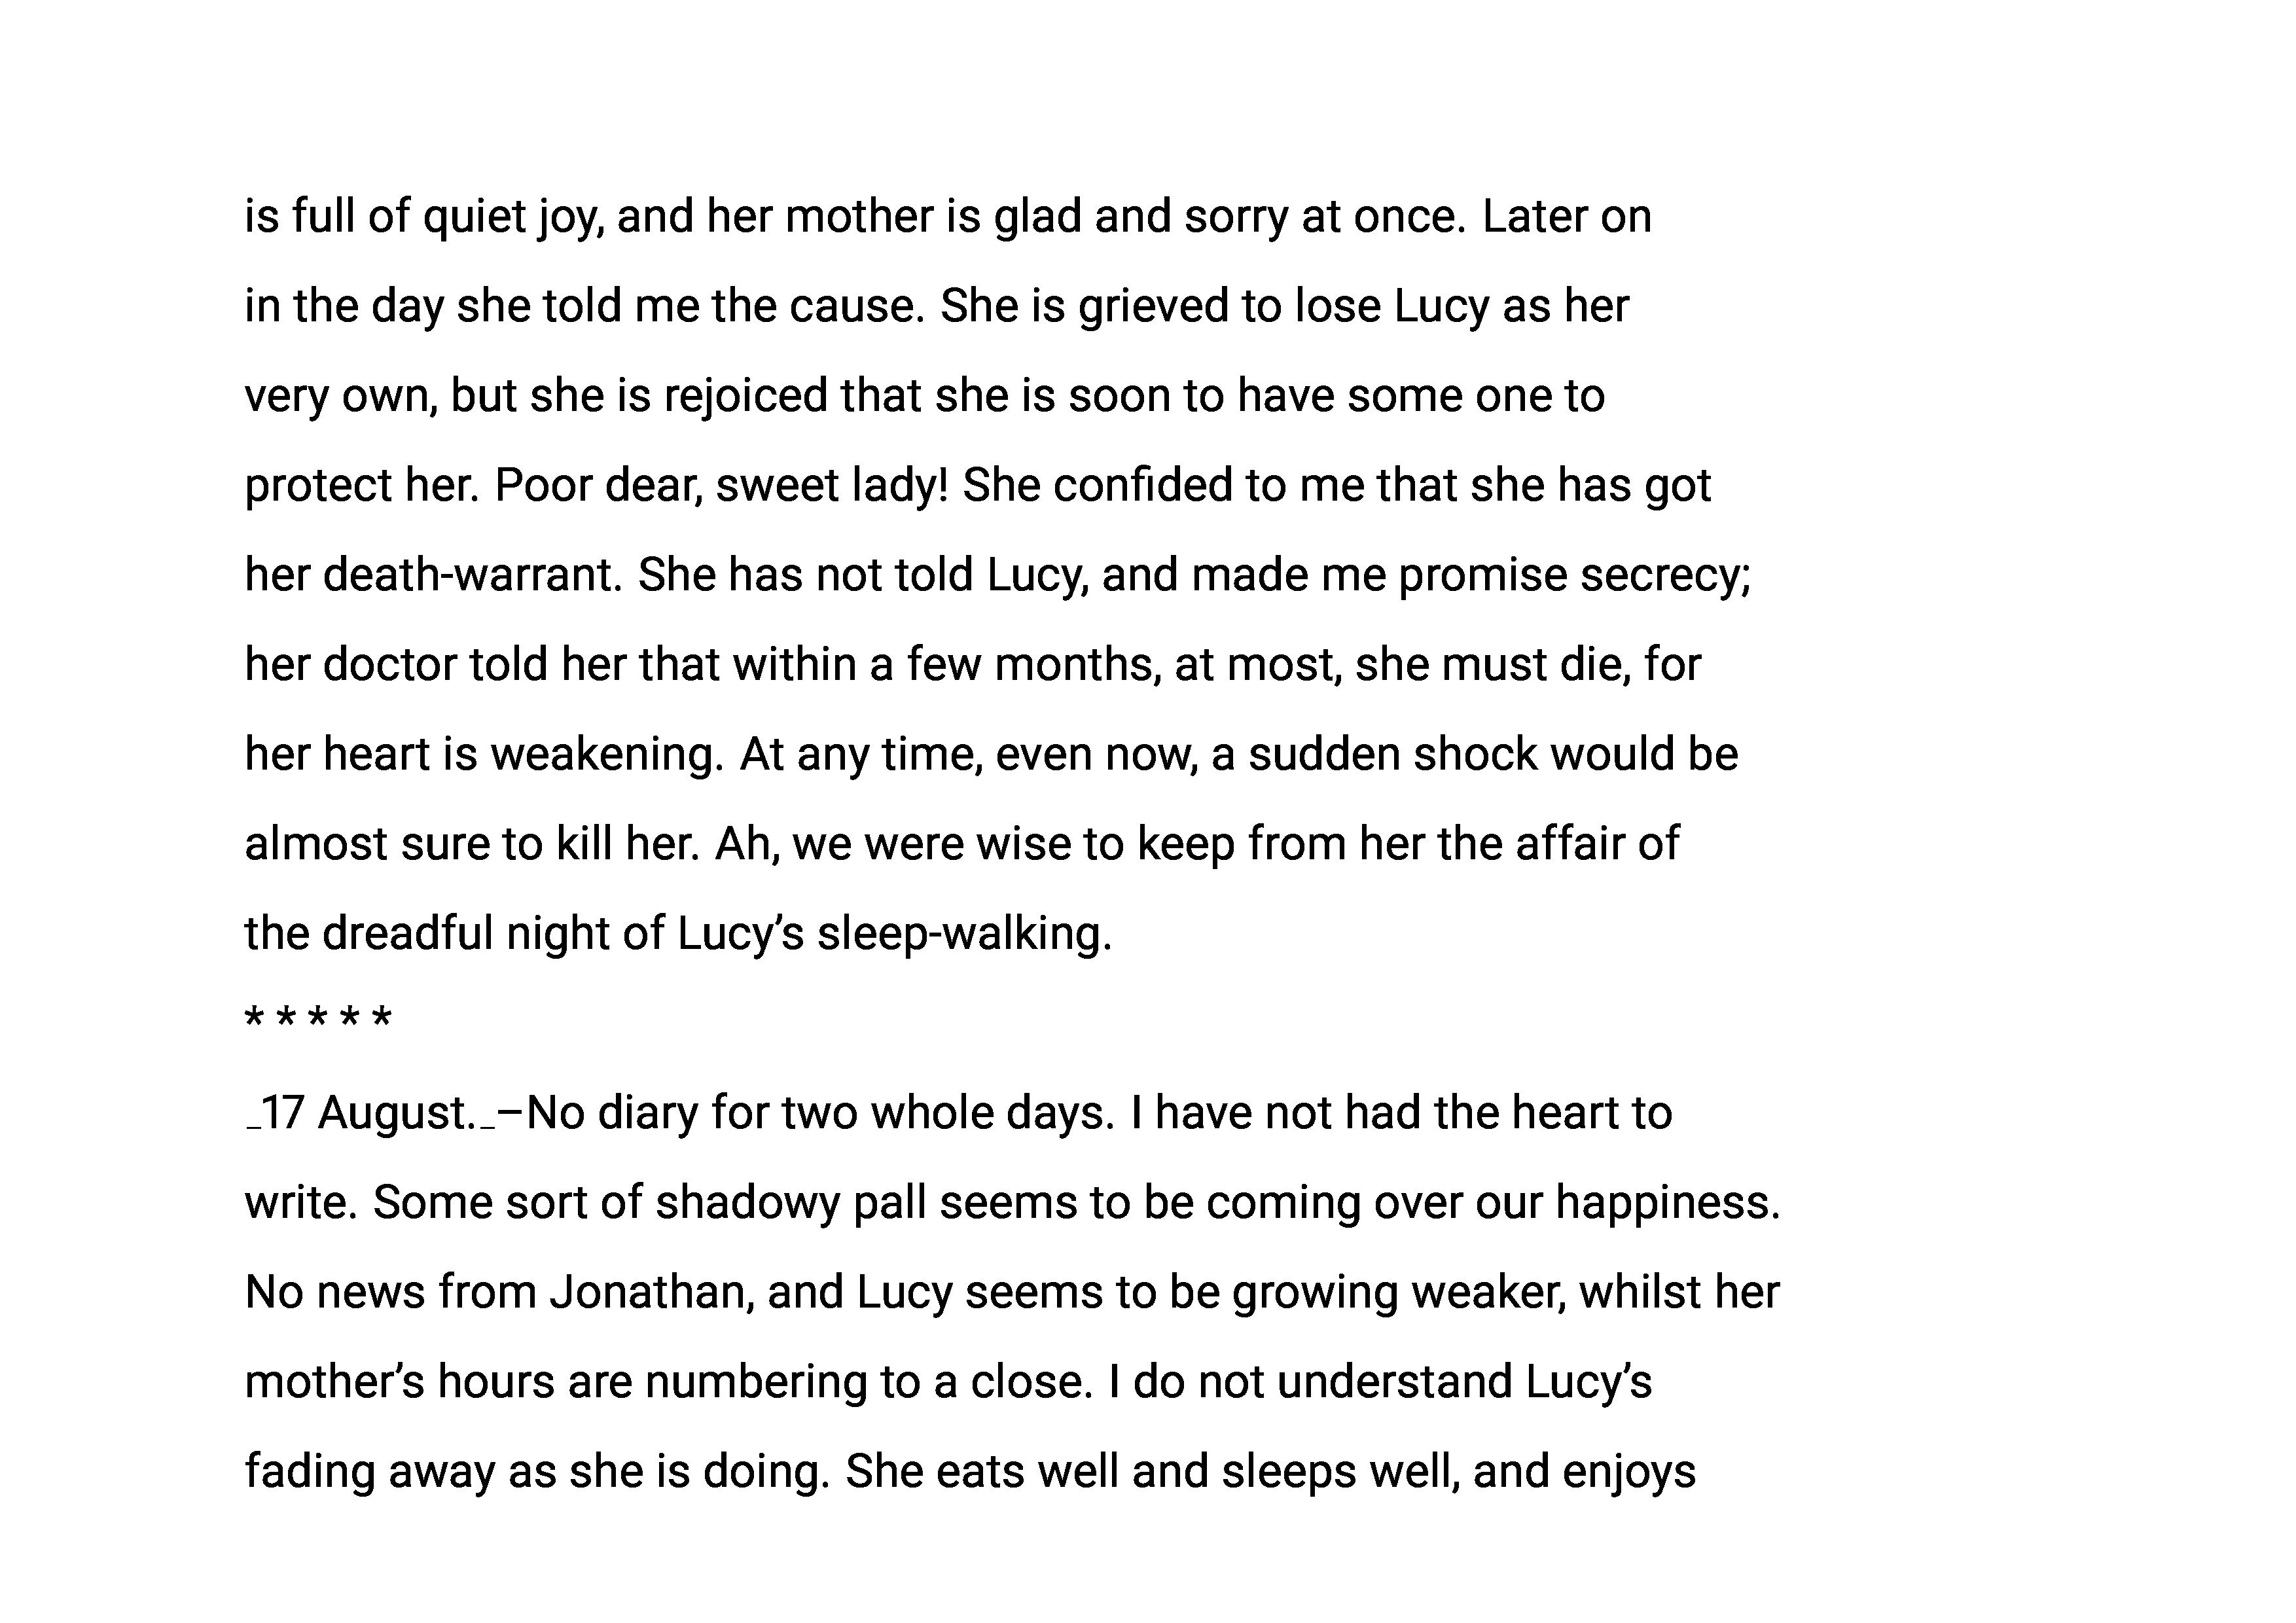 is full of quiet joy, and her mother is glad and sorry at once. Later on
in the day she told me the cause. She is grieved to lose Lucy as her
very own, but she is rejoiced that she is soon to have some one to
protect her. Poor dear, sweet lady! She confided to me that she has got
her death-warrant. She has not told Lucy, and made me promise secrecy;
her doctor told her that within a few months, at most, she must die, for
her heart is weakening. At any time, even now, a sudden shock would be
almost sure to kill her. Ah, we were wise to keep from her the affair of
the dreadful night of Lucy’s sleep-walking.
* * * * *
_17 August._–No diary for two whole days. I have not had the heart to
write. Some sort of shadowy pall seems to be coming over our happiness.
No news from Jonathan, and Lucy seems to be growing weaker, whilst her
mother’s hours are numbering to a close. I do not understand Lucy’s
fading away as she is doing. She eats well and sleeps well, and enjoys